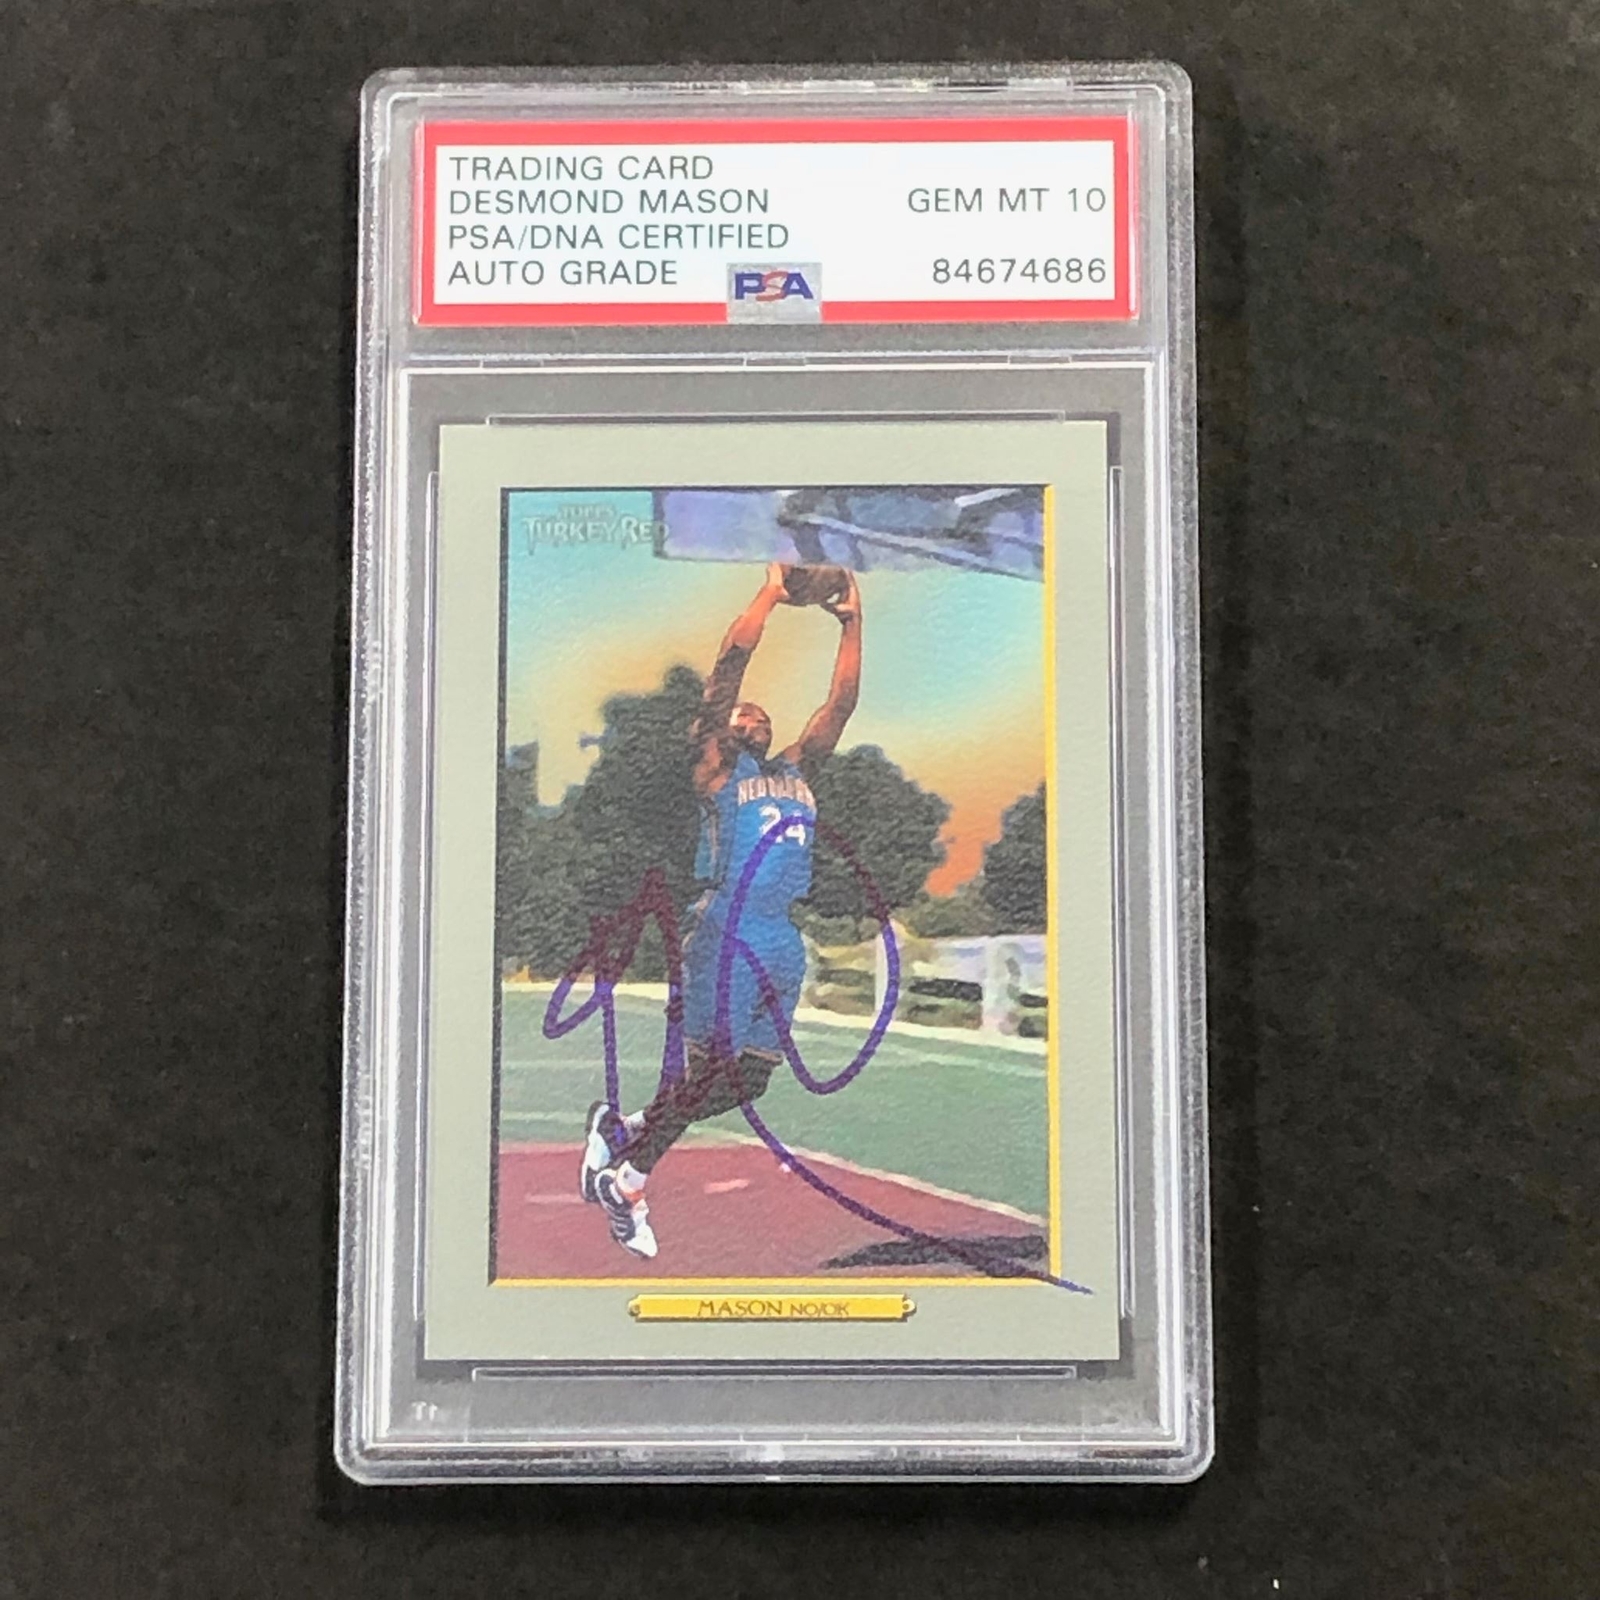 TRADING CARD
DESMOND MASON GEM MT 10
PSA/DNA CERTIFIED
AUTO GRADE PSA 84674686
TOPPS
TURKEY RED
24
MASON NO/OK